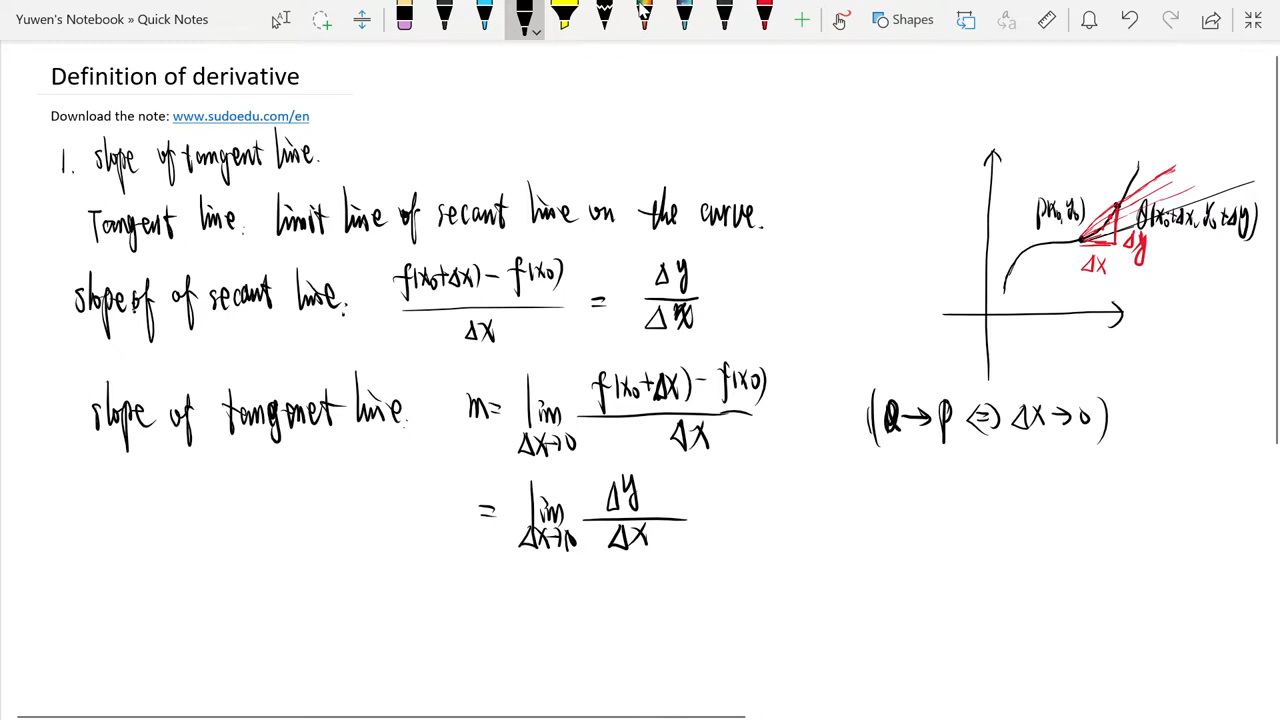 Yuwen's Notebook » Quick Notes
Shapes
Definition of derivative
Download the note: www.sudoedu.com/en
1. slope of tangent line.
Tangent line: limit line of secant line on the curve.
P(x₀, y₀) Q(x₀+Δx, y₀+Δy)
Δy
Δx
slope of of secant line: f(x₀+Δx) - f(x₀) / Δx = Δy / Δx
slope of tangenet line. m = lim Δx→0 f(x₀+Δx) - f(x₀) / Δx (Q → P ⇔ Δx → 0)
= lim Δx→0 Δy / Δx